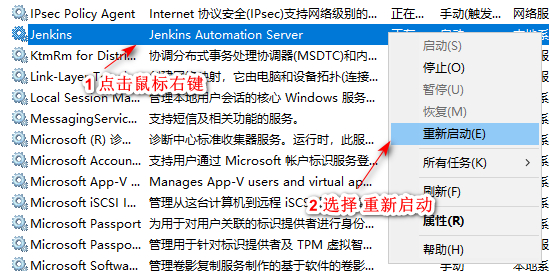 IPsec Policy Agent Internet 协议安全(IPsec)支持网络级别的... 正在... 手动(触发... 网络服
Jenkins Jenkins Automation Server
KtmRm for Distri... 协调分布式事务处理协调器(MSDTC)和内...
启动(S)
Link-Layer 它由电脑和设备拓扑(连接...
停止(O)
1 点击鼠标右键
Local Session Man... 管理本地用户会话的核心 Windows 服务。
暂停(U)
MessagingService... 支持短信及相关功能的服务。
恢复(M)
Microsoft (R) 诊... 诊断中心标准收集器服务。运行时，此服...
重新启动(E)
Microsoft Accoun... 支持用户通过 Microsoft 帐户标识服务登...
所有任务(K)
Microsoft App-V ... Manages App-V users and virtual ap...
刷新(F)
Microsoft iSCSI I... 管理从这台计算机到远程 iSCSI
2 选择 重新启动
Microsoft Passport 为用于对用户关联的标识提供者进行身份...
属性(R)
Microsoft Passpo... 管理用于针对标识提供者及 TPM 虚拟智...
帮助(H)
Microsoft Softwa... 管理卷影复制服务制作的基于软件的卷影... 手动 本地系